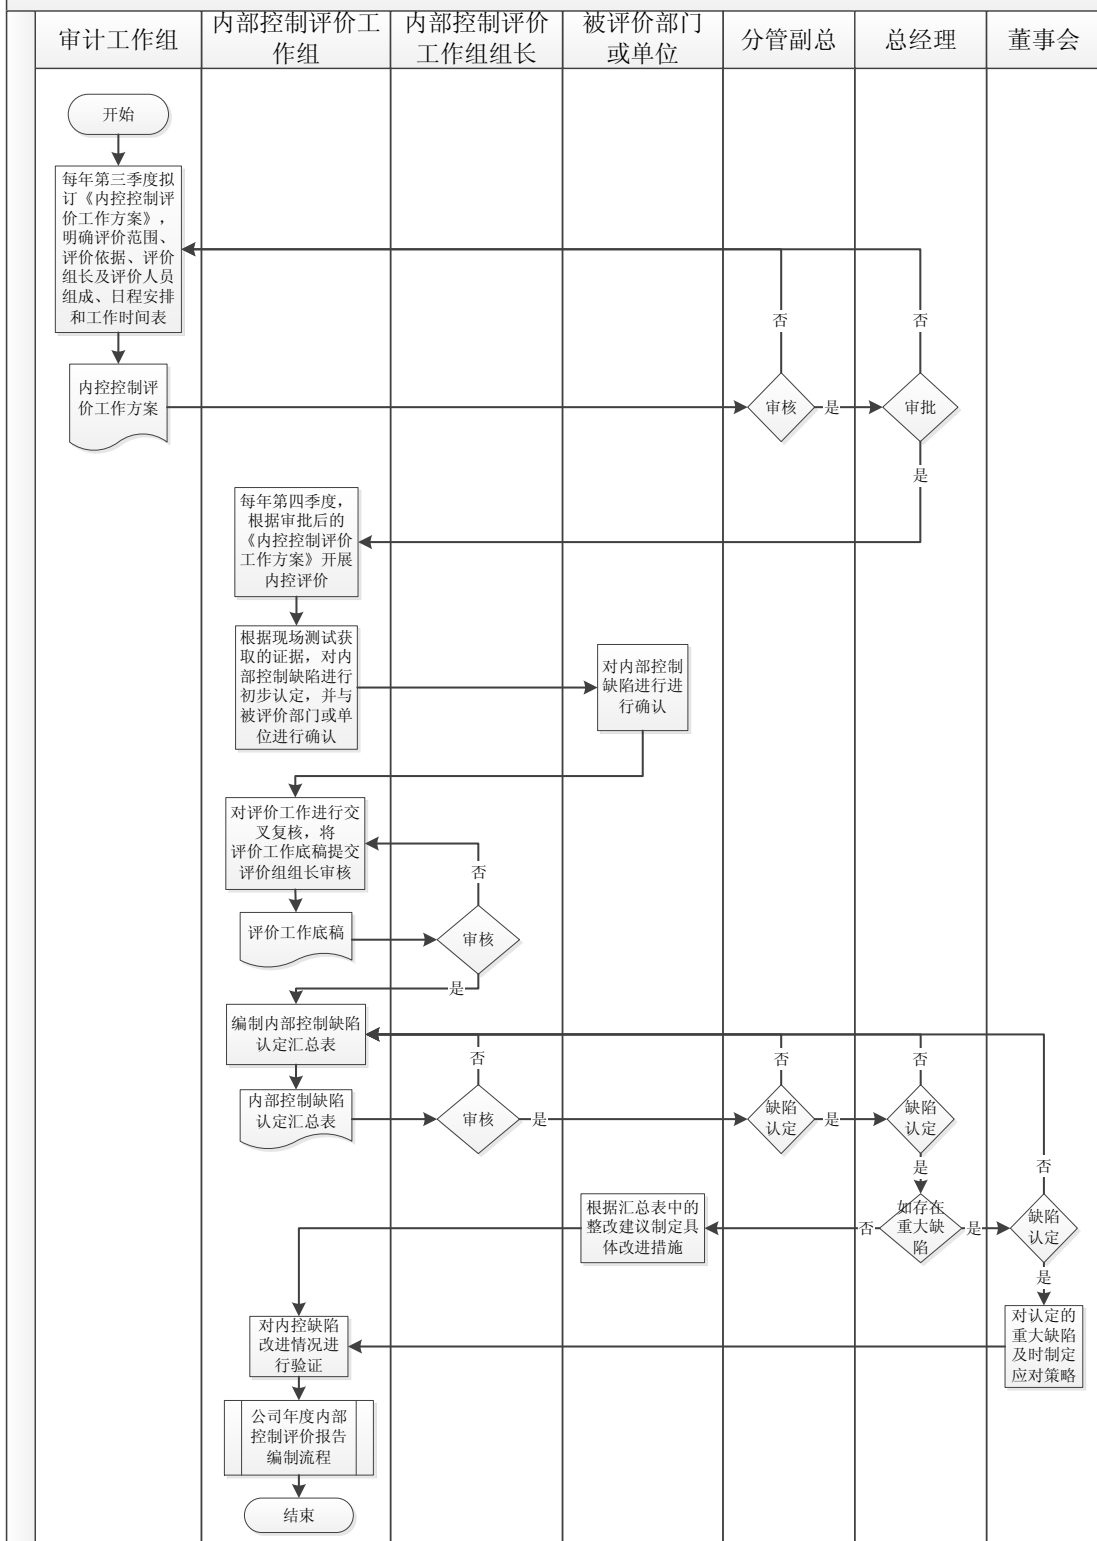 审计工作组
内部控制评价工
作组
内部控制评价
工作组组长
被评价部门
或单位
分管副总
总经理
董事会
开始
每年第三季度拟
订《内控控制评
价工作方案》，
明确评价范围、
评价依据、评价
组长及评价人员
组成、日程安排
和工作时间表
否
否
内控控制评
价工作方案
审核
是
审批
是
每年第四季度，
根据审批后的
《内控控制评价
工作方案》开展
内控评价
根据现场测试获
取的证据，对内
部控制缺陷进行
初步认定，并与
被评价部门或单
位进行确认
对内部控制
缺陷进行进
行确认
对评价工作进行交
叉复核，将
评价工作底稿提交
评价组组长审核
否
评价工作底稿
审核
是
编制内部控制缺陷
认定汇总表
否
否
否
内部控制缺陷
认定汇总表
审核
是
缺陷
认定
是
缺陷
认定
是
否
根据汇总表中的
整改建议制定具
体改进措施
否
如存在
重大缺
陷
是
缺陷
认定
是
对内控缺陷
改进情况进
行验证
对认定的
重大缺陷
及时制定
应对策略
公司年度内部
控制评价报告
编制流程
结束